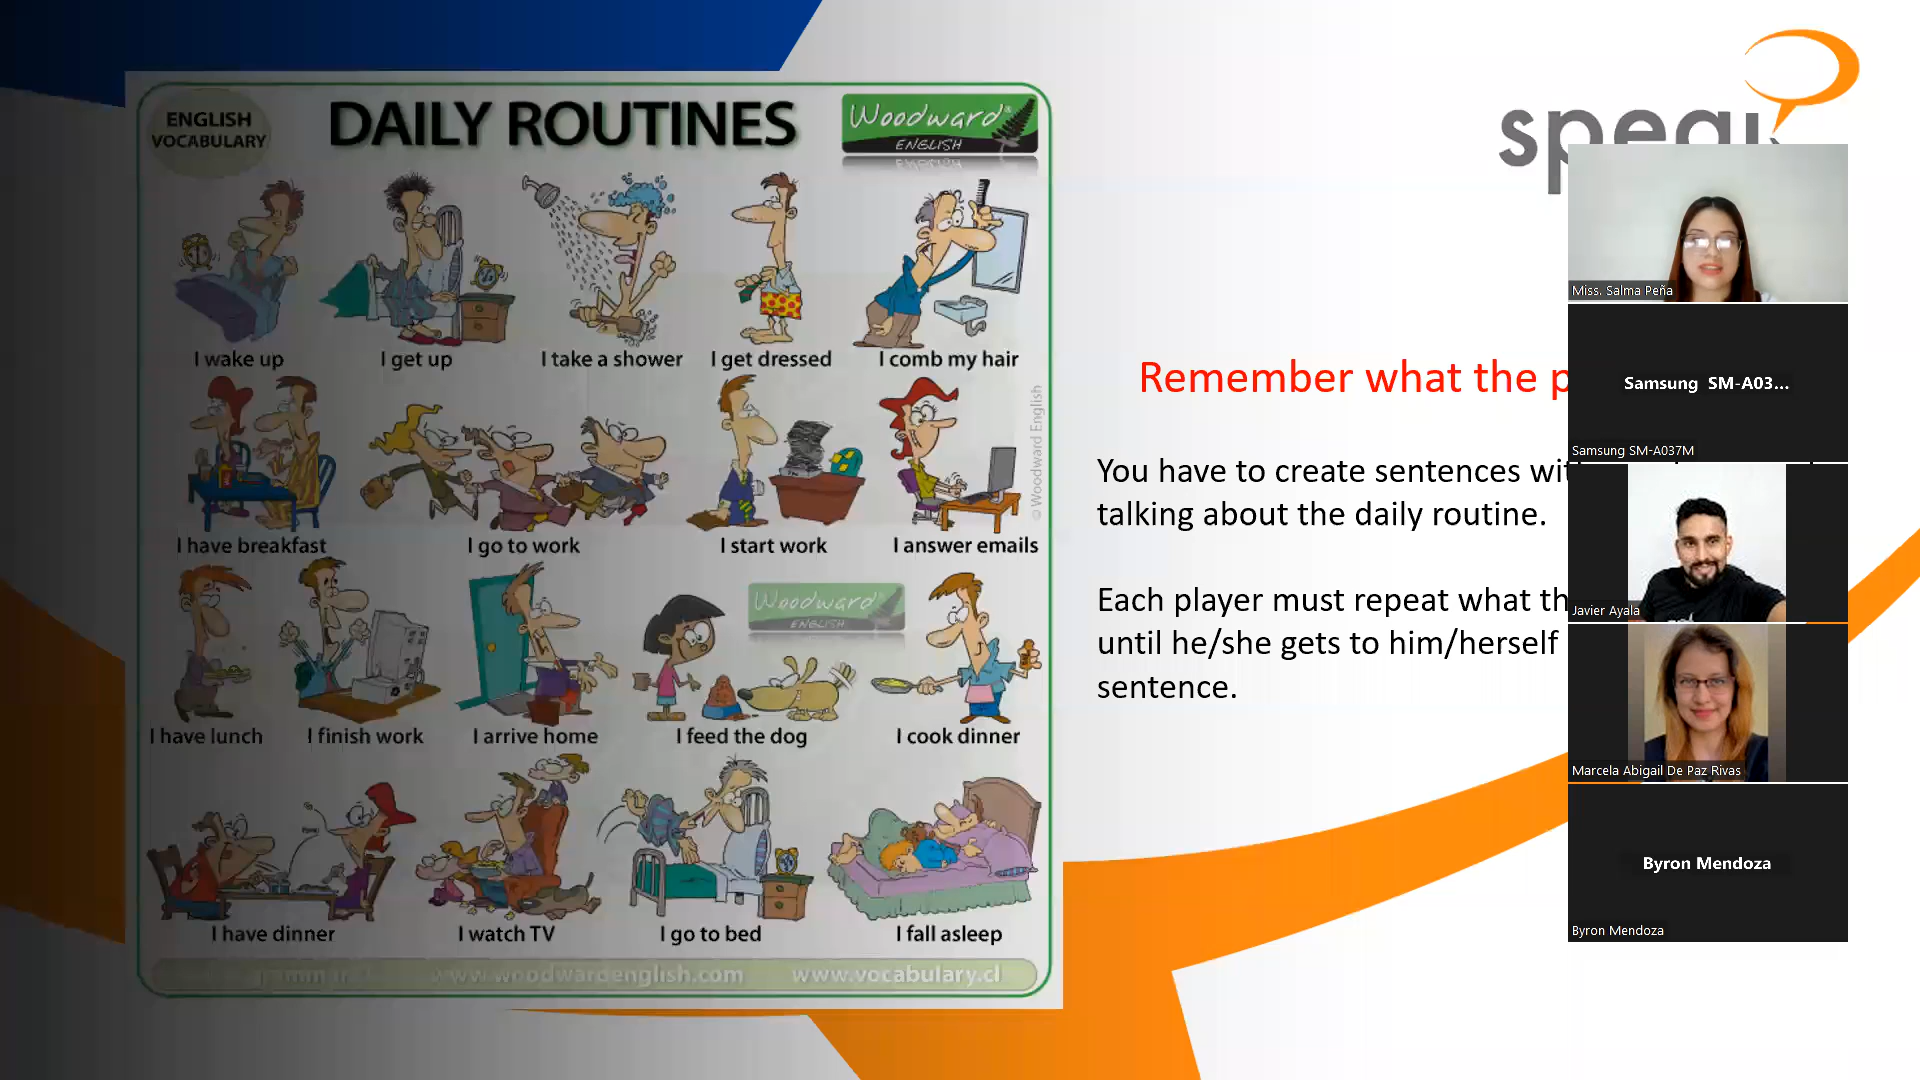 ENGLISH
VOCABULARY
DAILY ROUTINES
Woodward®
ENGLISH
I wake up
I get up
I take a shower
I get dressed
I comb my hair
I have breakfast
I go to work
I start work
I answer emails
© Woodward English
I have lunch
I finish work
I arrive home
I feed the dog
I cook dinner
Woodward®
ENGLISH
I have dinner
I watch TV
I go to bed
I fall asleep
www.woodwardenglish.com
www.vocabulary.cl
Remember what the p
You have to create sentences wit
talking about the daily routine.
Each player must repeat what th
until he/she gets to him/herself
sentence.
speak
Miss. Salma Peña
Samsung SM-A03...
Samsung SM-A037M
Javier Ayala
Marcela Abigail De Paz Rivas
Byron Mendoza
Byron Mendoza